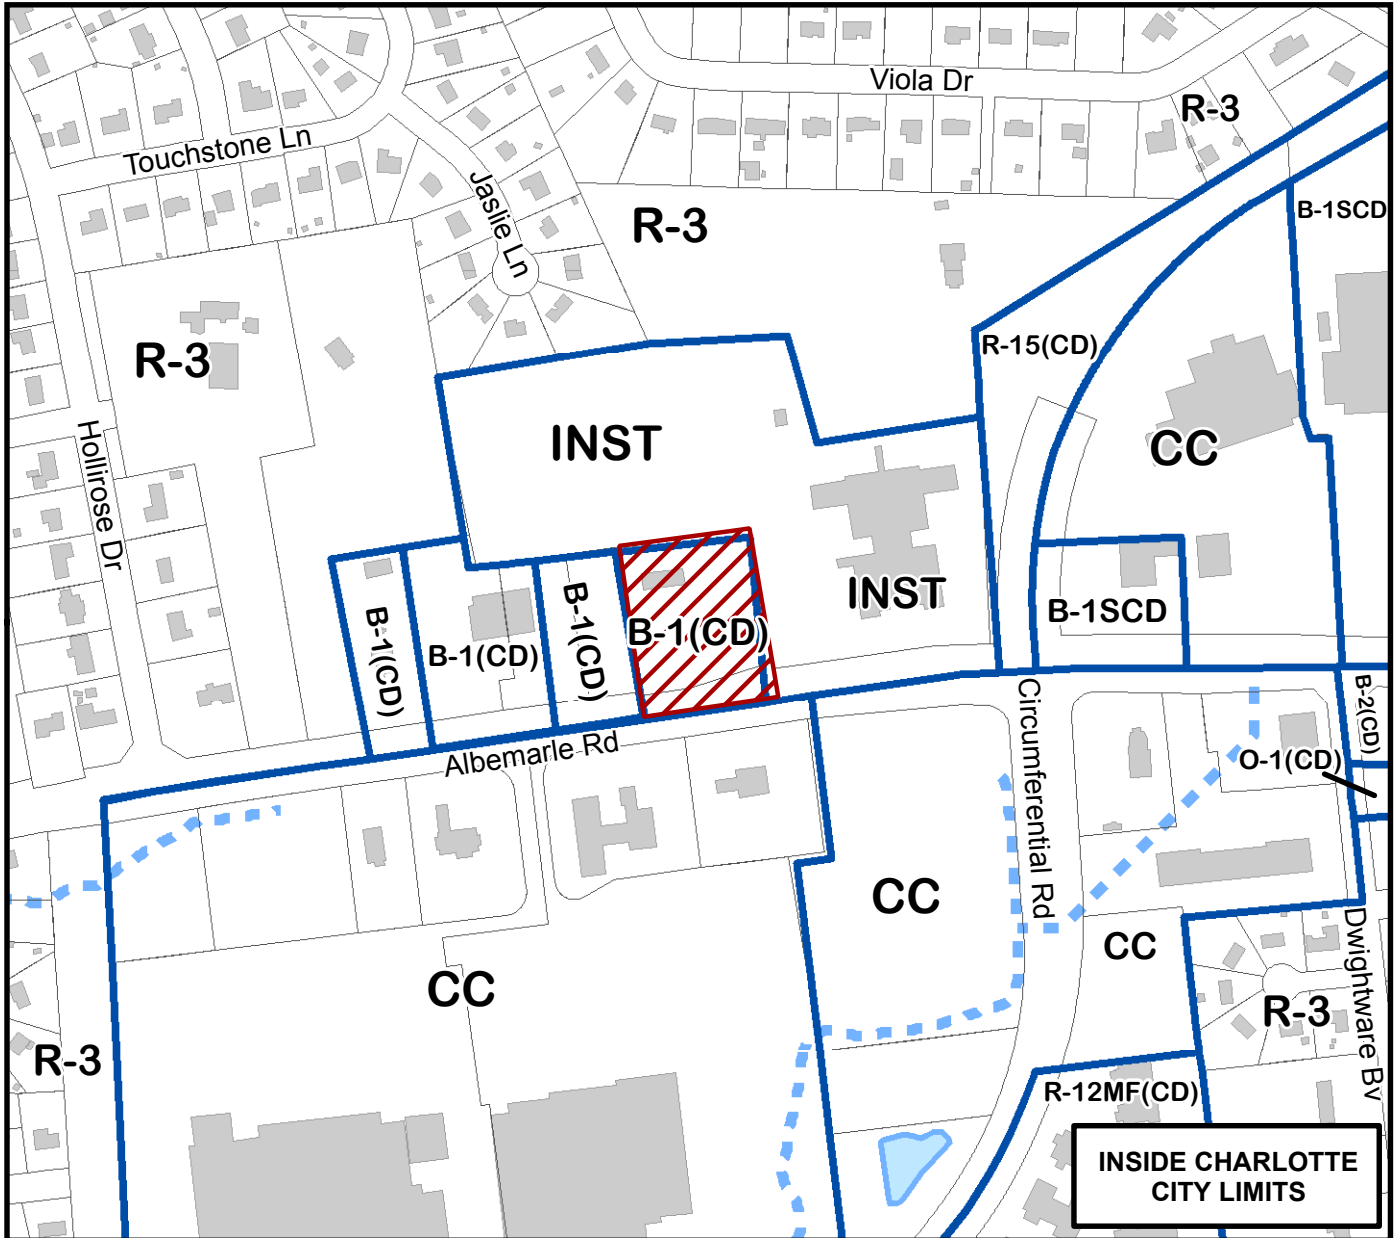 Viola Dr
R-3
Touchstone Ln
Jaslie Ln
B-1SCD
R-3
R-15(CD)
R-3
Hollirose Dr
INST
CC
INST
B-1(CD)
B-1(CD)
B-1(CD)
B-1(CD)
B-1SCD
Albemarle Rd
Circumferential Rd
B-2(CD)
O-1(CD)
CC
CC
CC
Dwightware Bv
R-3
R-3
R-12MF(CD)
INSIDE CHARLOTTE
CITY LIMITS